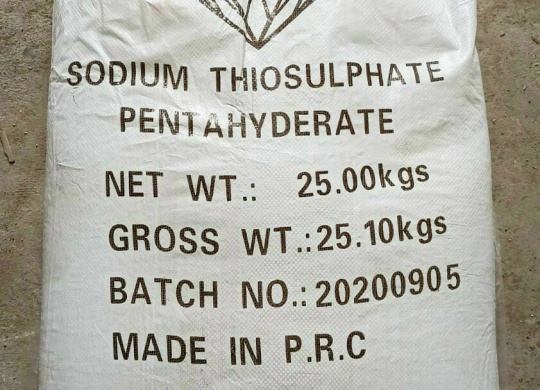 SODIUM THIOSULPHATE
PENTAHYDERATE
NET WT.: 25.00kgs
GROSS WT.:25.10kgs
BATCH NO.:20200905
MADE IN P.R.C